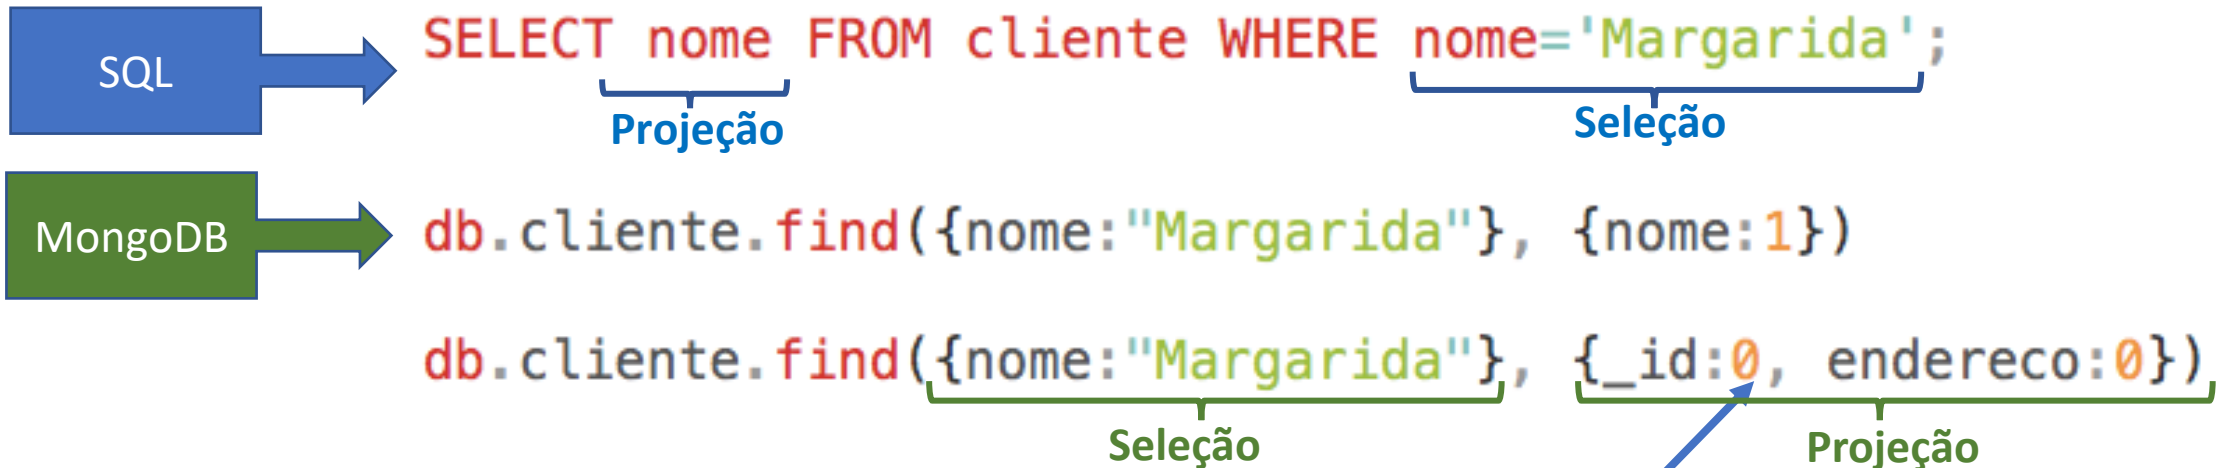 SQL
SELECT nome FROM cliente WHERE nome='Margarida';
Projeção
Seleção
MongoDB
db.cliente.find({nome:"Margarida"}, {nome:1})
db.cliente.find({nome:"Margarida"}, {_id:0, endereco:0})
Seleção
Projeção